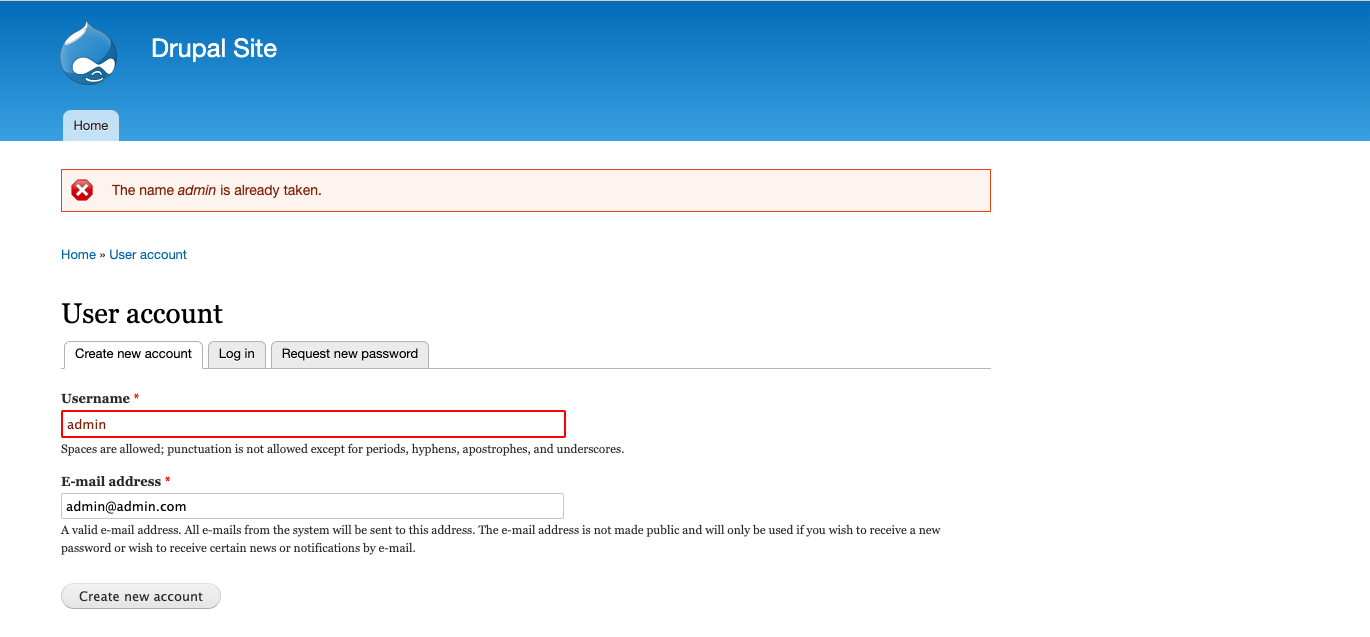 Drupal Site
Home
The name admin is already taken.
Home » User account
User account
Create new account
Log in
Request new password
Username *
admin
Spaces are allowed; punctuation is not allowed except for periods, hyphens, apostrophes, and underscores.
E-mail address *
admin@admin.com
A valid e-mail address. All e-mails from the system will be sent to this address. The e-mail address is not made public and will only be used if you wish to receive a new
password or wish to receive certain news or notifications by e-mail.
Create new account